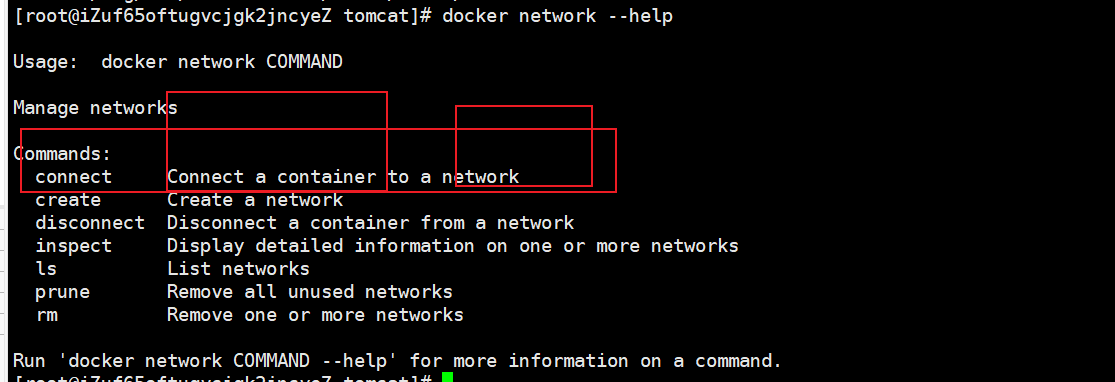 [root@iZuf65oftugvcjgk2jncyeZ tomcat]# docker network --help
Usage:  docker network COMMAND
Manage networks
Commands:
  connect     Connect a container to a network
  create      Create a network
  disconnect  Disconnect a container from a network
  inspect     Display detailed information on one or more networks
  ls          List networks
  prune       Remove all unused networks
  rm          Remove one or more networks
Run 'docker network COMMAND --help' for more information on a command.
[root@iZuf65oftugvcjgk2jncyeZ tomcat]#